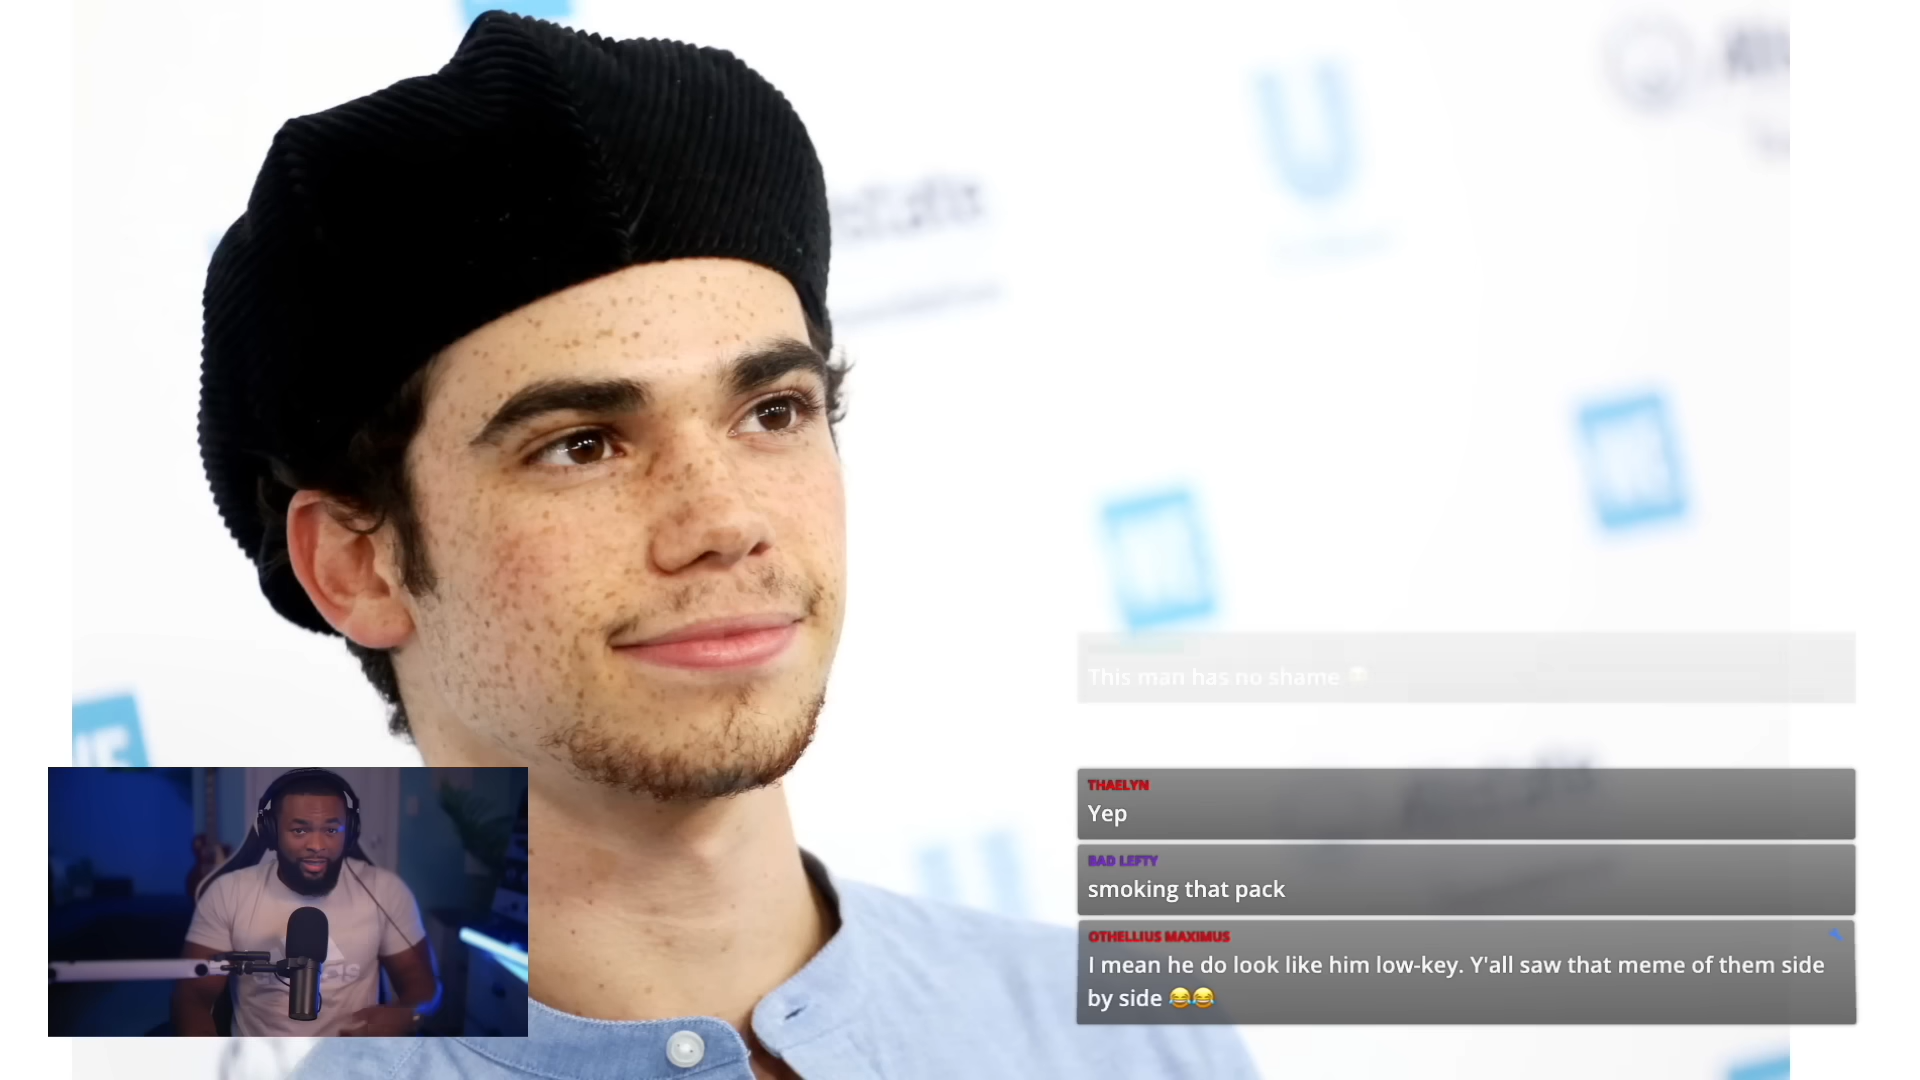 U
This man has no shame 😂
THAELYN
Yep
BAD LEFTY
smoking that pack
OTHELLIUS MAXIMUS
I mean he do look like him low-key. Y'all saw that meme of them side
by side 😂😂